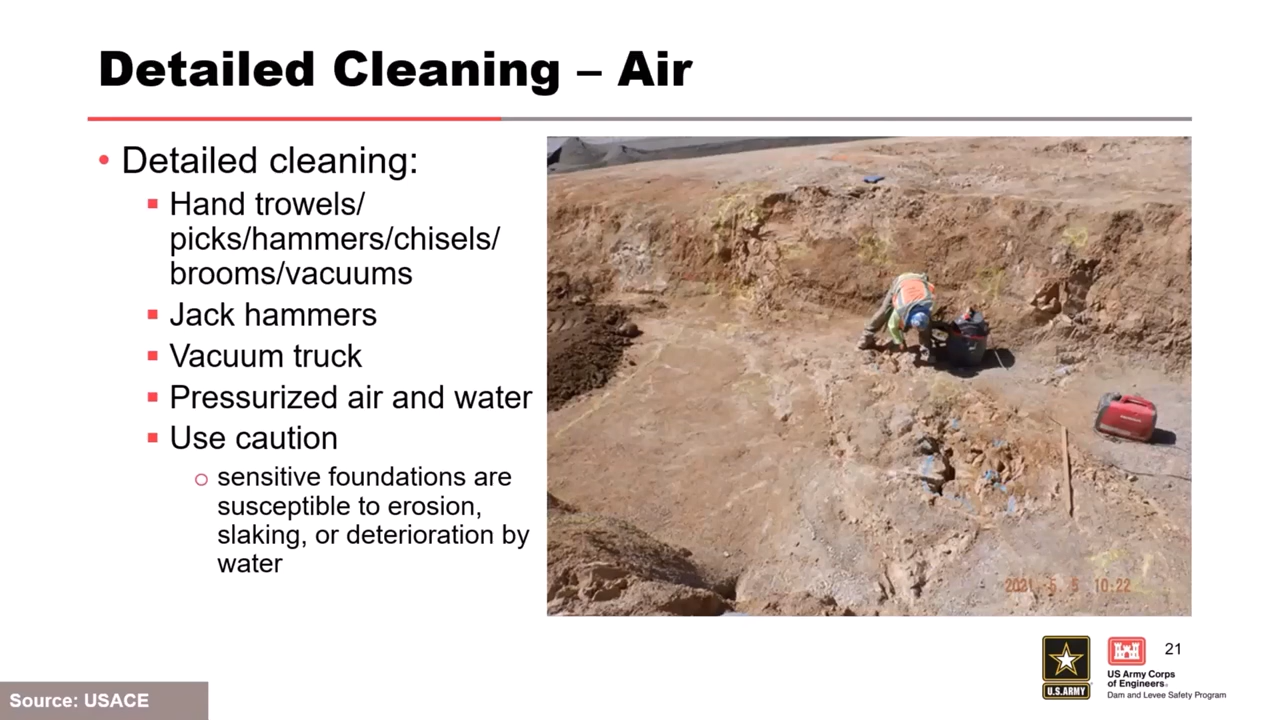 Detailed Cleaning – Air
• Detailed cleaning:
▪ Hand trowels/
picks/hammers/chisels/
brooms/vacuums
▪ Jack hammers
▪ Vacuum truck
▪ Pressurized air and water
▪ Use caution
o sensitive foundations are
susceptible to erosion,
slaking, or deterioration by
water
2021. 5. 5 10:22
U.S.ARMY
US Army Corps
of Engineers®
Dam and Levee Safety Program
21
Source: USACE